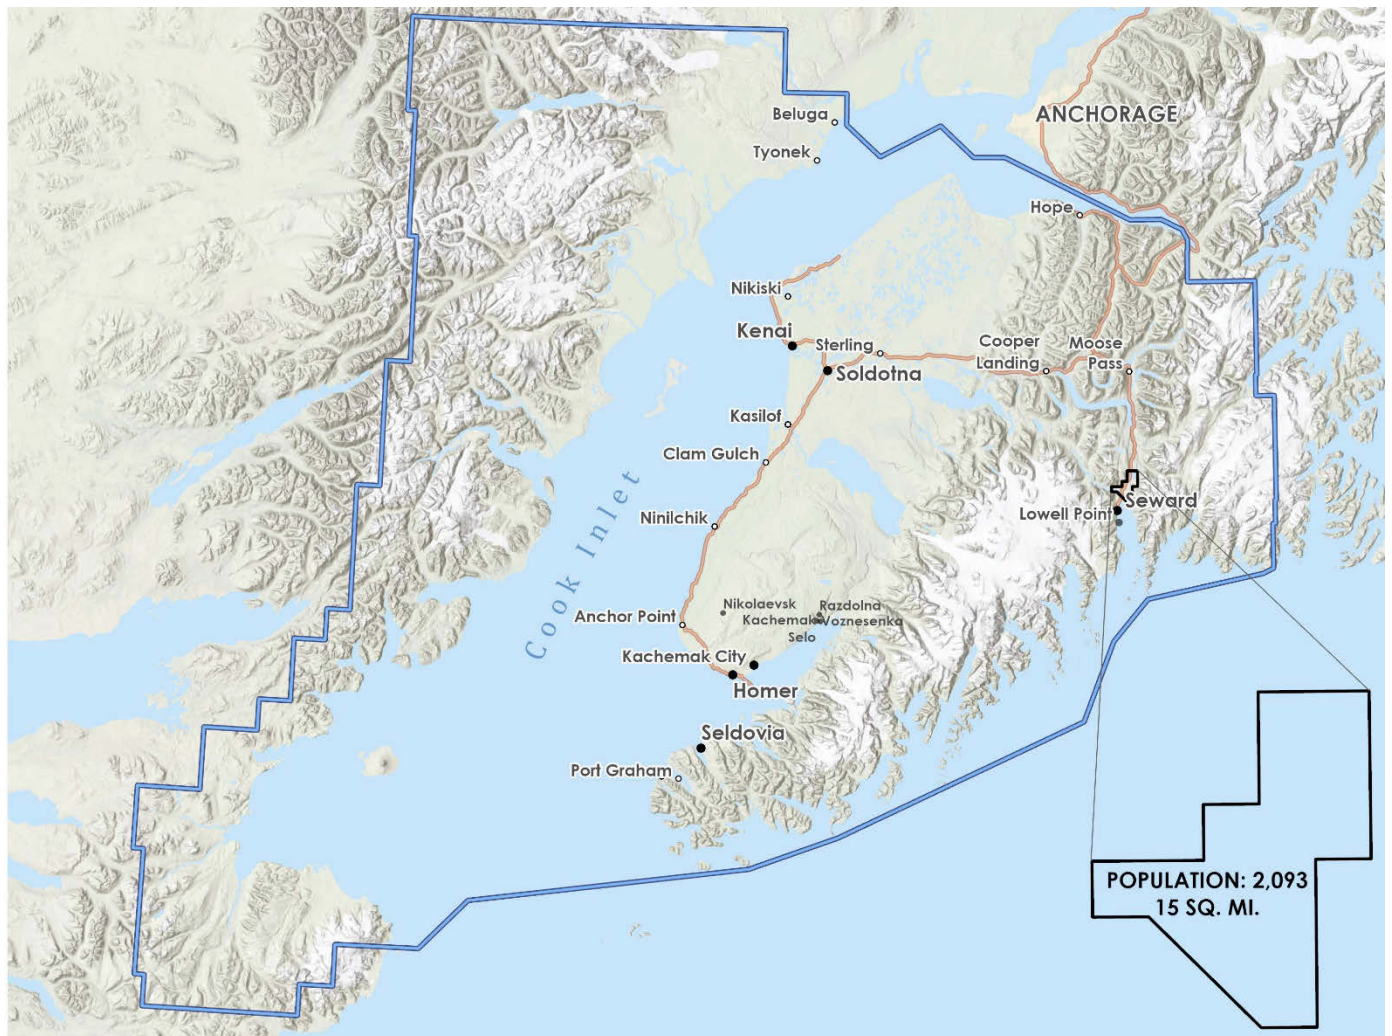 Beluga
ANCHORAGE
Tyonek
Hope
Nikiski
Kenai
Sterling
Cooper
Landing
Moose
Pass
Soldotna
Kasilof
Clam Gulch
Cook Inlet
Seward
Lowell Point
Ninilchik
Nikolaevsk
Razdolna
Anchor Point
Kachemak
Selo
Voznesenka
Kachemak City
Homer
Seldovia
Port Graham
POPULATION: 2,093
15 SQ. MI.